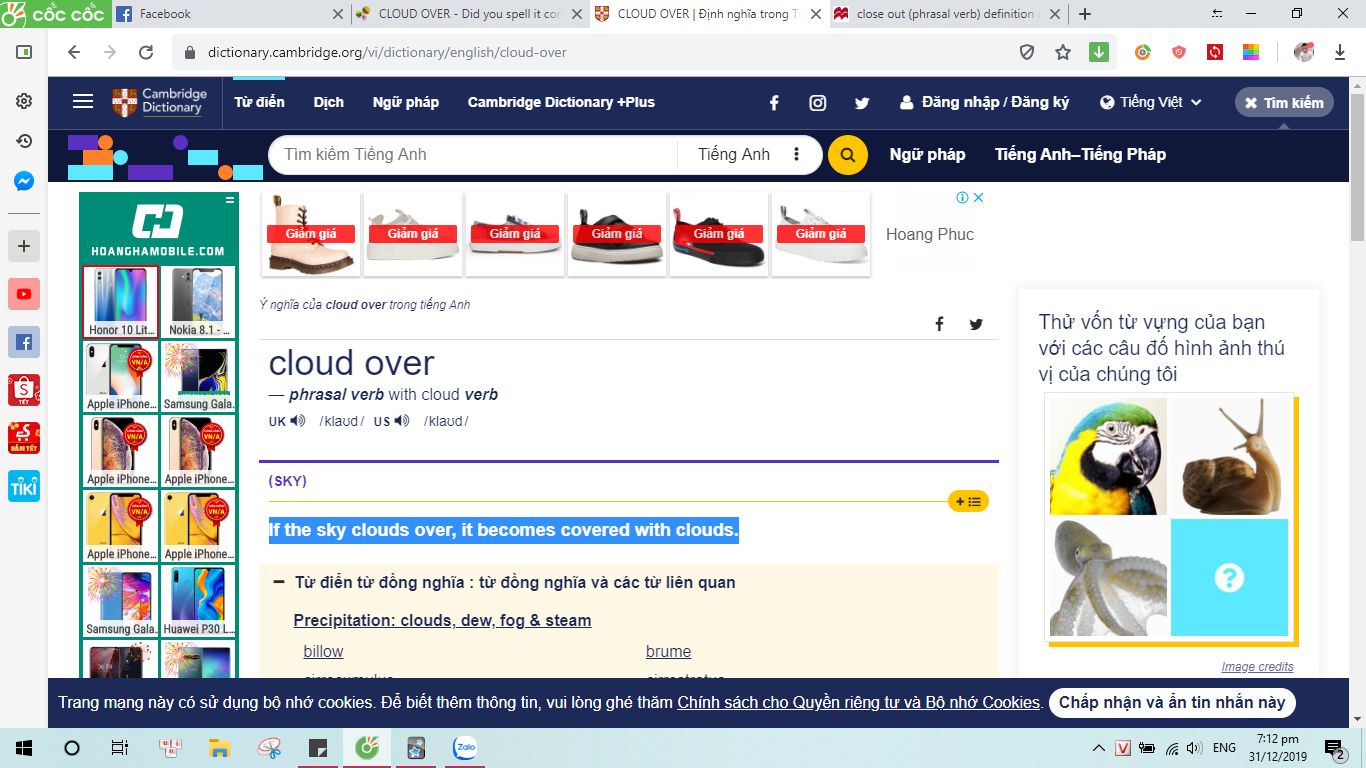 cốc cốc
Facebook
CLOUD OVER - Did you spell it cor
CLOUD OVER | Định nghĩa trong T
close out (phrasal verb) definition
dictionary.cambridge.org/vi/dictionary/english/cloud-over
Cambridge
Dictionary
Từ điển
Dịch
Ngữ pháp
Cambridge Dictionary +Plus
Đăng nhập / Đăng ký
Tiếng Việt
Tìm kiếm
Tìm kiếm Tiếng Anh
Tiếng Anh
Ngữ pháp
Tiếng Anh–Tiếng Pháp
HOANGHAMOBILE.COM
Honor 10 Lit...
Nokia 8.1 - ...
Apple iPhone...
Samsung Gala.
Apple iPhone...
Apple iPhone...
Apple iPhone...
Apple iPhone...
Samsung Gala.
Huawei P30 L...
Giảm giá
Giảm giá
Giảm giá
Giảm giá
Giảm giá
Giảm giá
Hoang Phuc
Ý nghĩa của cloud over trong tiếng Anh
cloud over
— phrasal verb with cloud verb
UK /klaʊd/ US /klaʊd/
(SKY)
If the sky clouds over, it becomes covered with clouds.
Từ điển từ đồng nghĩa : từ đồng nghĩa và các từ liên quan
Precipitation: clouds, dew, fog & steam
billow
brume
Thử vốn từ vựng của bạn
với các câu đố hình ảnh thú
vị của chúng tôi
?
Image credits
Trang mạng này có sử dụng bộ nhớ cookies. Để biết thêm thông tin, vui lòng ghé thăm Chính sách cho Quyền riêng tư và Bộ nhớ Cookies.
Chấp nhận và ẩn tin nhắn này
TẾT
SẮM TẾT
TIKI
Zalo
V
ENG
7:12 pm
31/12/2019
2